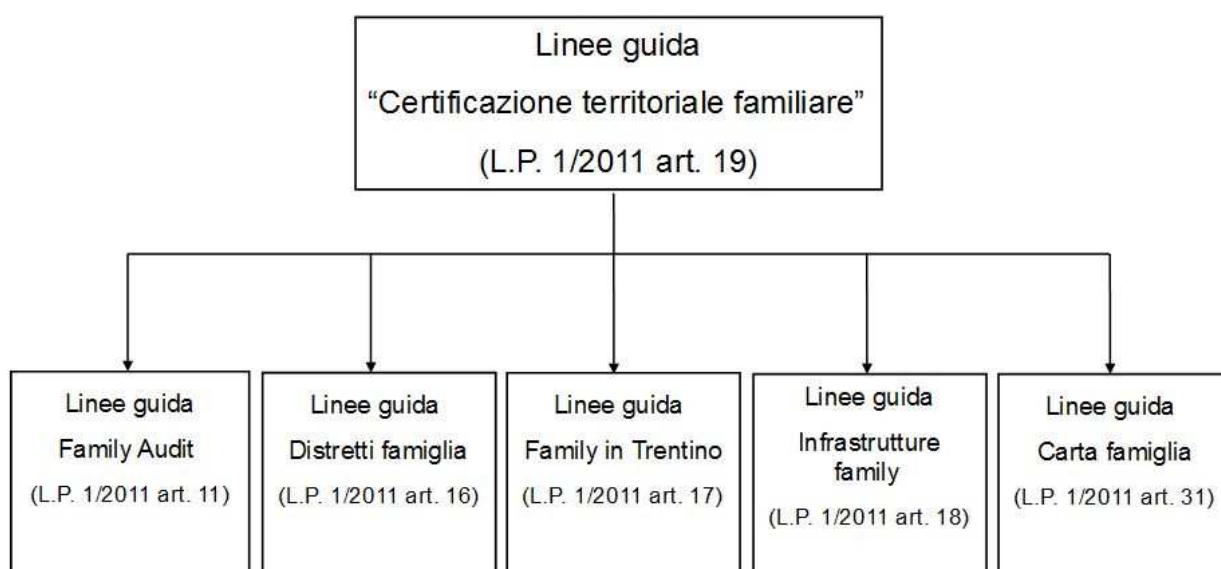 Linee guida
“Certificazione territoriale familiare”
(L.P. 1/2011 art. 19)
Linee guida
Family Audit
(L.P. 1/2011 art. 11)
Linee guida
Distretti famiglia
(L.P. 1/2011 art. 16)
Linee guida
Family in Trentino
(L.P. 1/2011 art. 17)
Linee guida
Infrastrutture
family
(L.P. 1/2011 art. 18)
Linee guida
Carta famiglia
(L.P. 1/2011 art. 31)